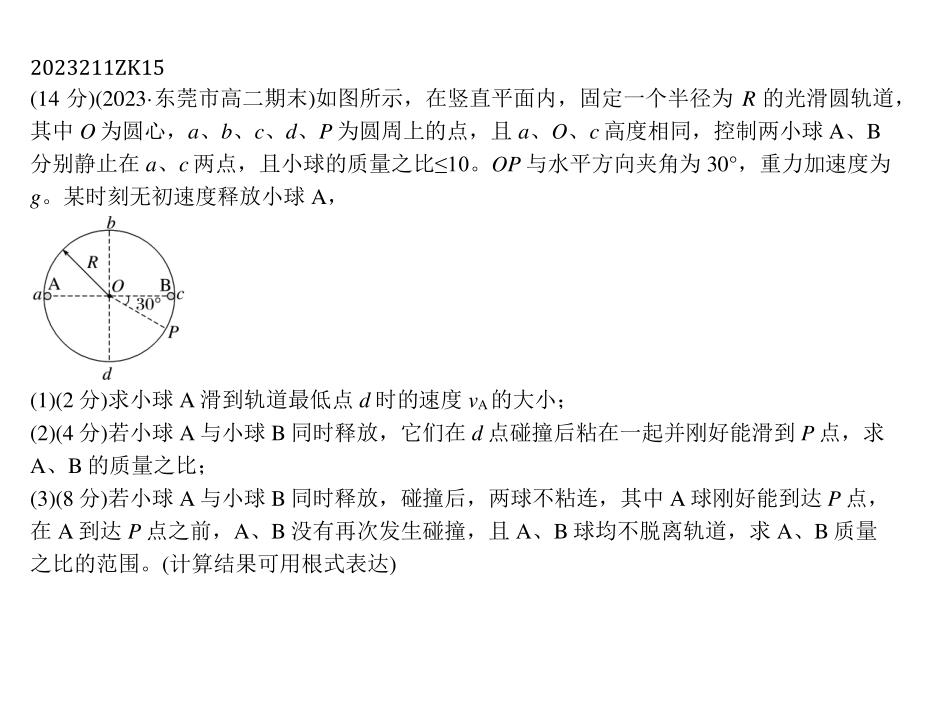 2023211ZK15
(14 分)(2023·东莞市高二期末)如图所示，在竖直平面内，固定一个半径为 R 的光滑圆轨道，
其中 O 为圆心，a、b、c、d、P 为圆周上的点，且 a、O、c 高度相同，控制两小球 A、B
分别静止在 a、c 两点，且小球的质量之比≤10。OP 与水平方向夹角为 30°，重力加速度为
g。某时刻无初速度释放小球 A，
b
R
a A O B c
30°
P
d
(1)(2 分)求小球 A 滑到轨道最低点 d 时的速度 vA 的大小；
(2)(4 分)若小球 A 与小球 B 同时释放，它们在 d 点碰撞后粘在一起并刚好能滑到 P 点，求
A、B 的质量之比；
(3)(8 分)若小球 A 与小球 B 同时释放，碰撞后，两球不粘连，其中 A 球刚好能到达 P 点，
在 A 到达 P 点之前，A、B 没有再次发生碰撞，且 A、B 球均不脱离轨道，求 A、B 质量
之比的范围。(计算结果可用根式表达)